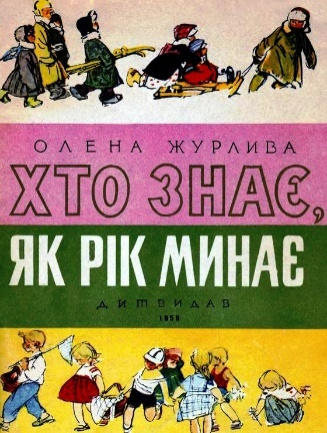 ОЛЕНА ЖУРЛИВА
ХТО ЗНАЄ,
ЯК РІК МИНАЄ
ДИТВИДАВ
1958